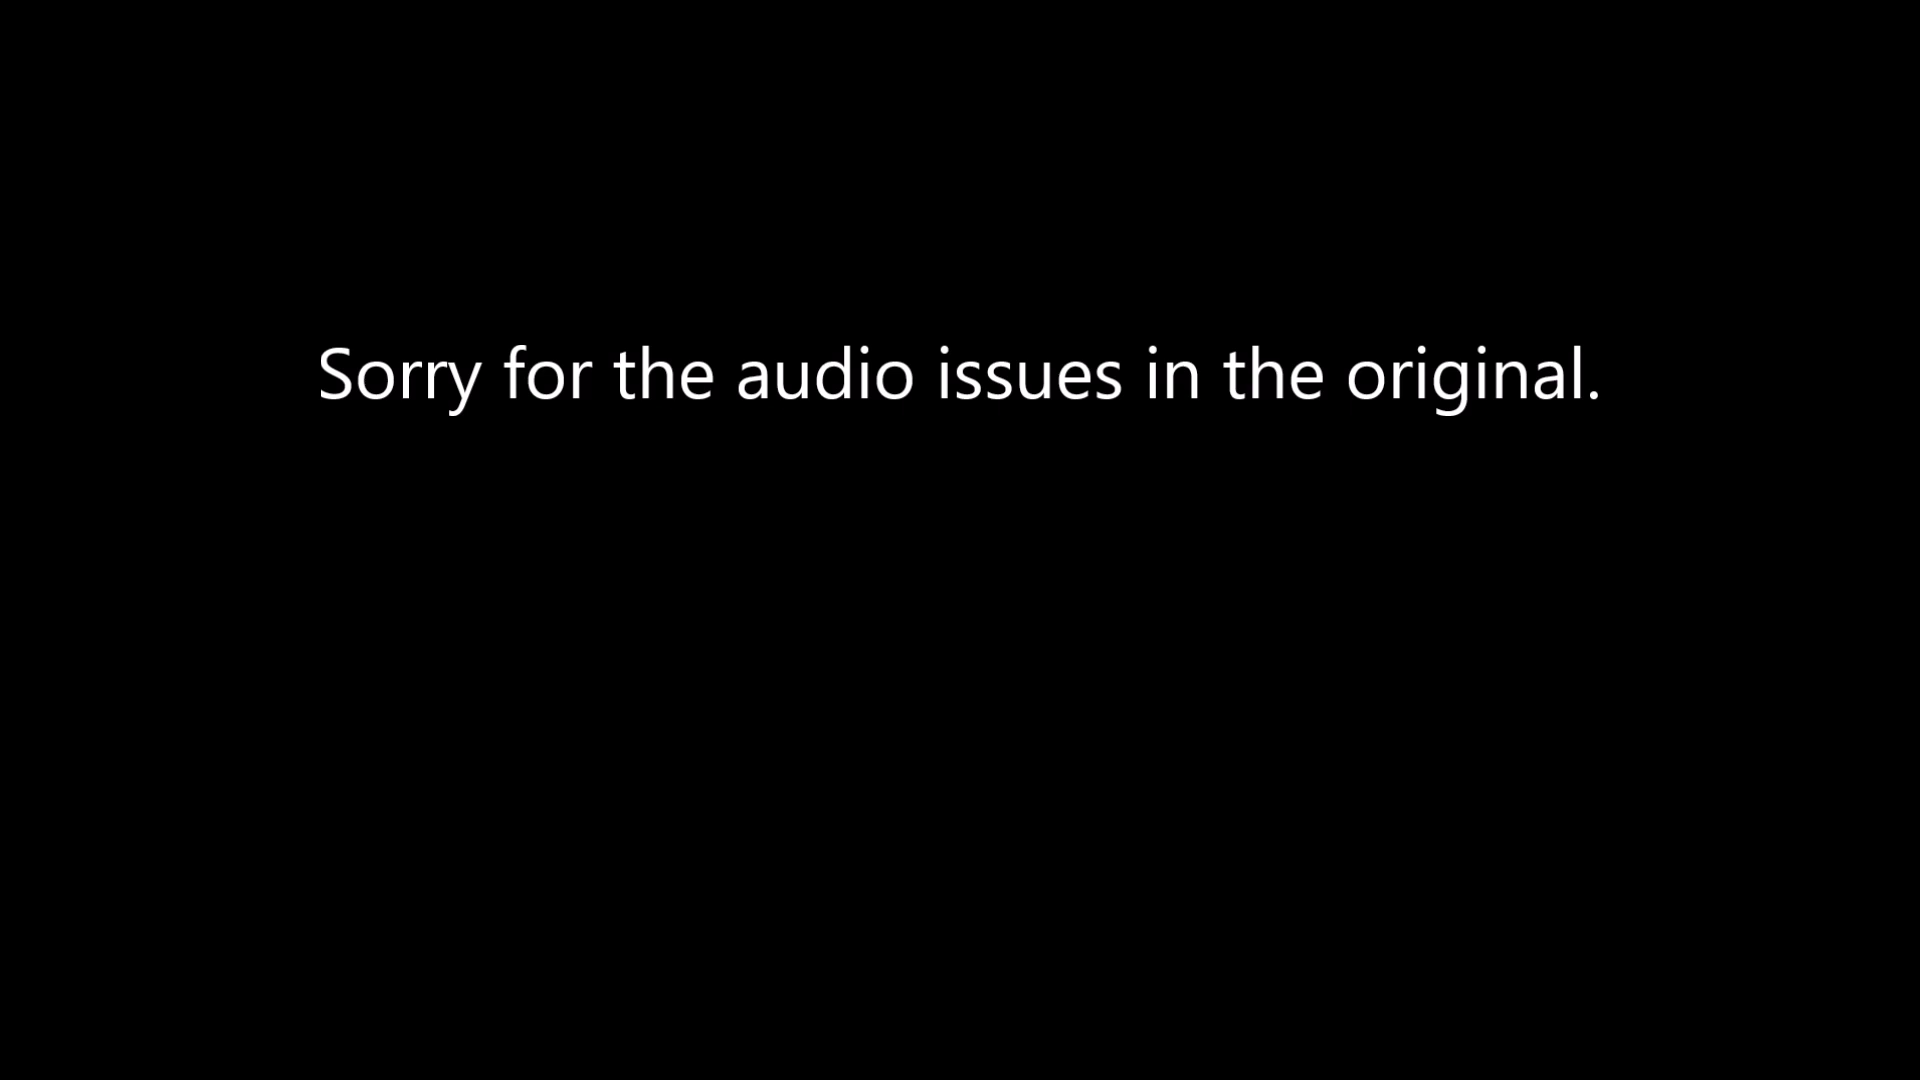 Sorry for the audio issues in the original.